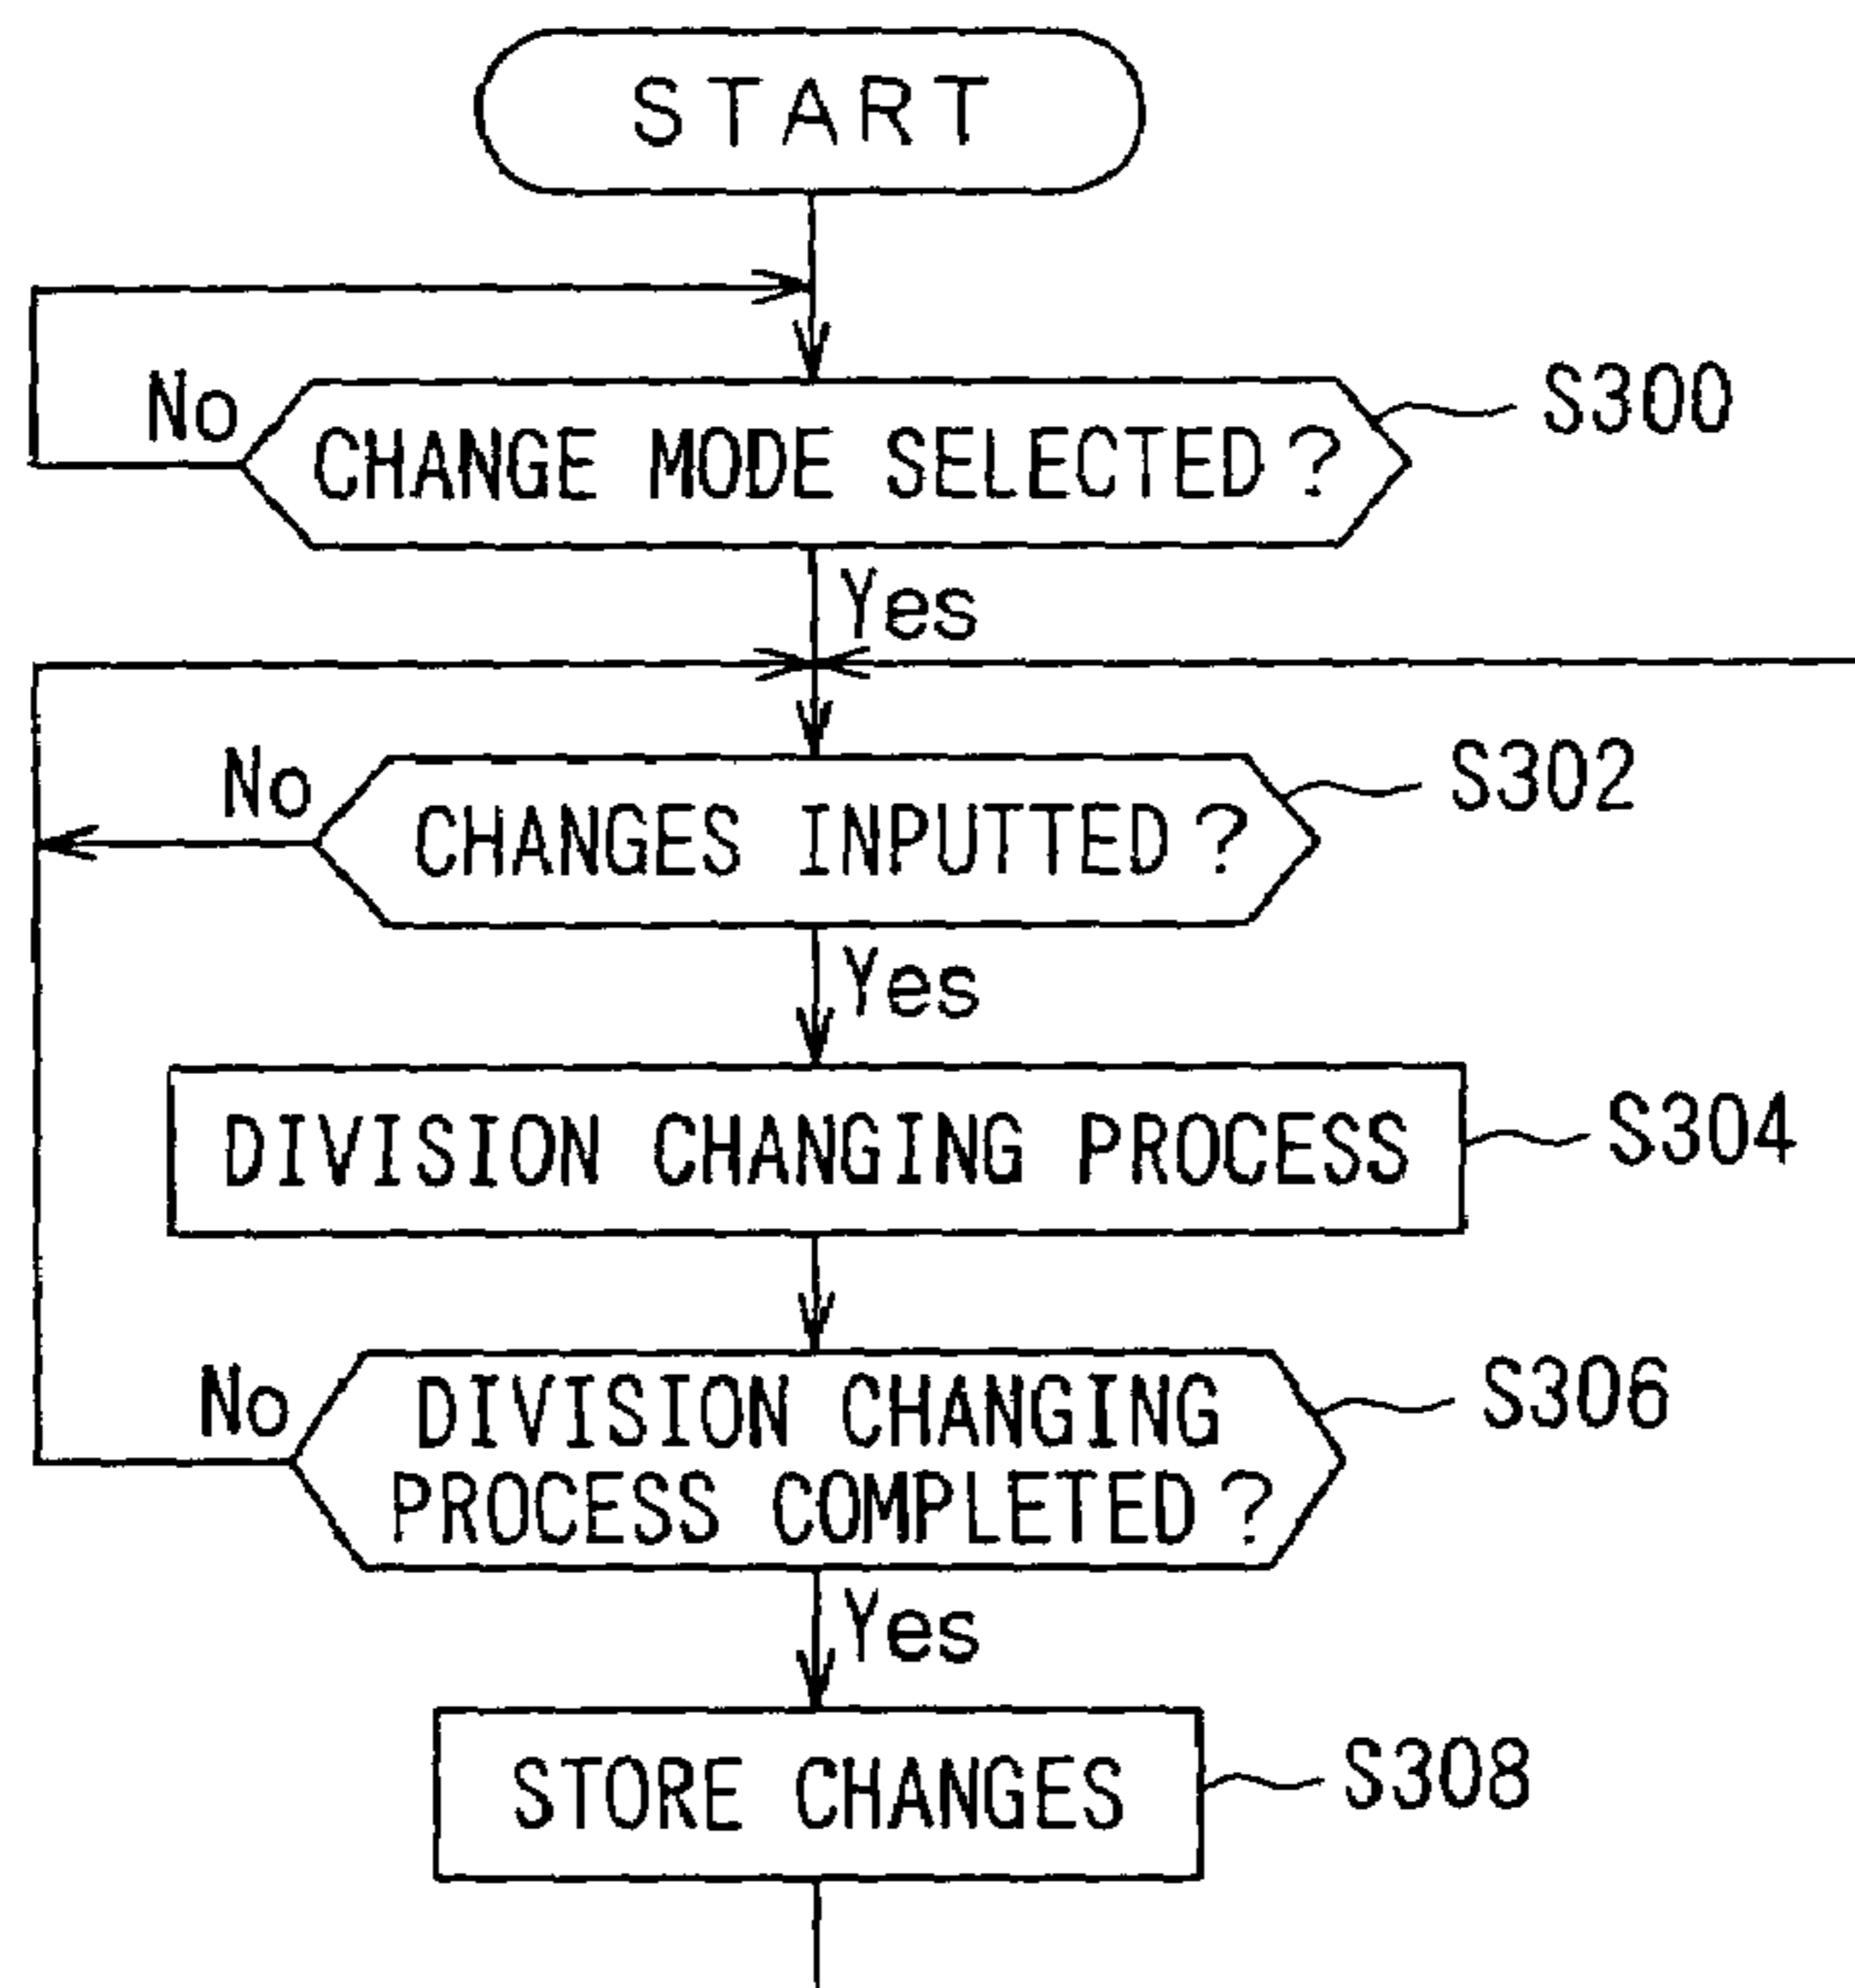 START
No
CHANGE MODE SELECTED?
S300
Yes
No
CHANGES INPUTTED?
S302
Yes
DIVISION CHANGING PROCESS
S304
No
DIVISION CHANGING
PROCESS COMPLETED?
S306
Yes
STORE CHANGES
S308